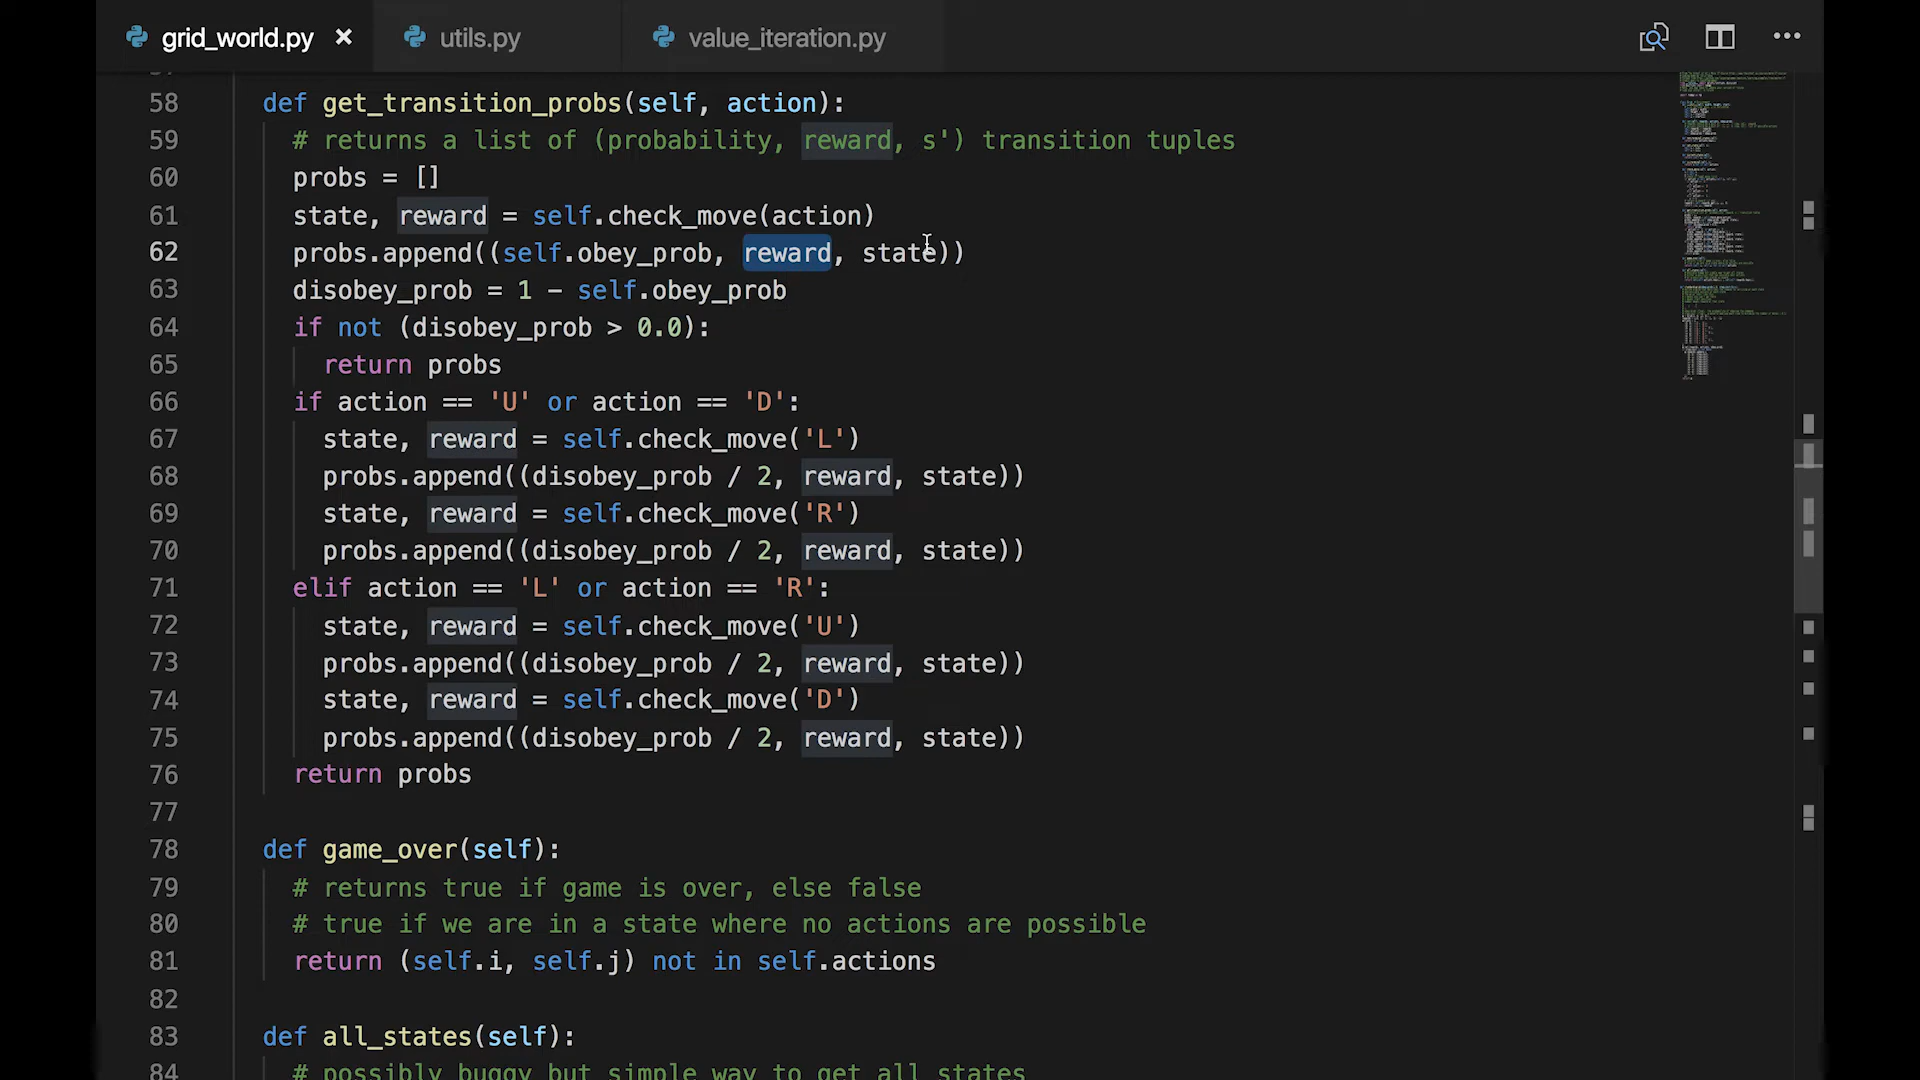 grid_world.py × utils.py value_iteration.py
58 def get_transition_probs(self, action):
59 # returns a list of (probability, reward, s') transition tuples
60 probs = []
61 state, reward = self.check_move(action)
62 probs.append((self.obey_prob, reward, state))
63 disobey_prob = 1 - self.obey_prob
64 if not (disobey_prob > 0.0):
65 return probs
66 if action == 'U' or action == 'D':
67 state, reward = self.check_move('L')
68 probs.append((disobey_prob / 2, reward, state))
69 state, reward = self.check_move('R')
70 probs.append((disobey_prob / 2, reward, state))
71 elif action == 'L' or action == 'R':
72 state, reward = self.check_move('U')
73 probs.append((disobey_prob / 2, reward, state))
74 state, reward = self.check_move('D')
75 probs.append((disobey_prob / 2, reward, state))
76 return probs
77
78 def game_over(self):
79 # returns true if game is over, else false
80 # true if we are in a state where no actions are possible
81 return (self.i, self.j) not in self.actions
82
83 def all_states(self):
84 # possibly buggy but simple way to get all states